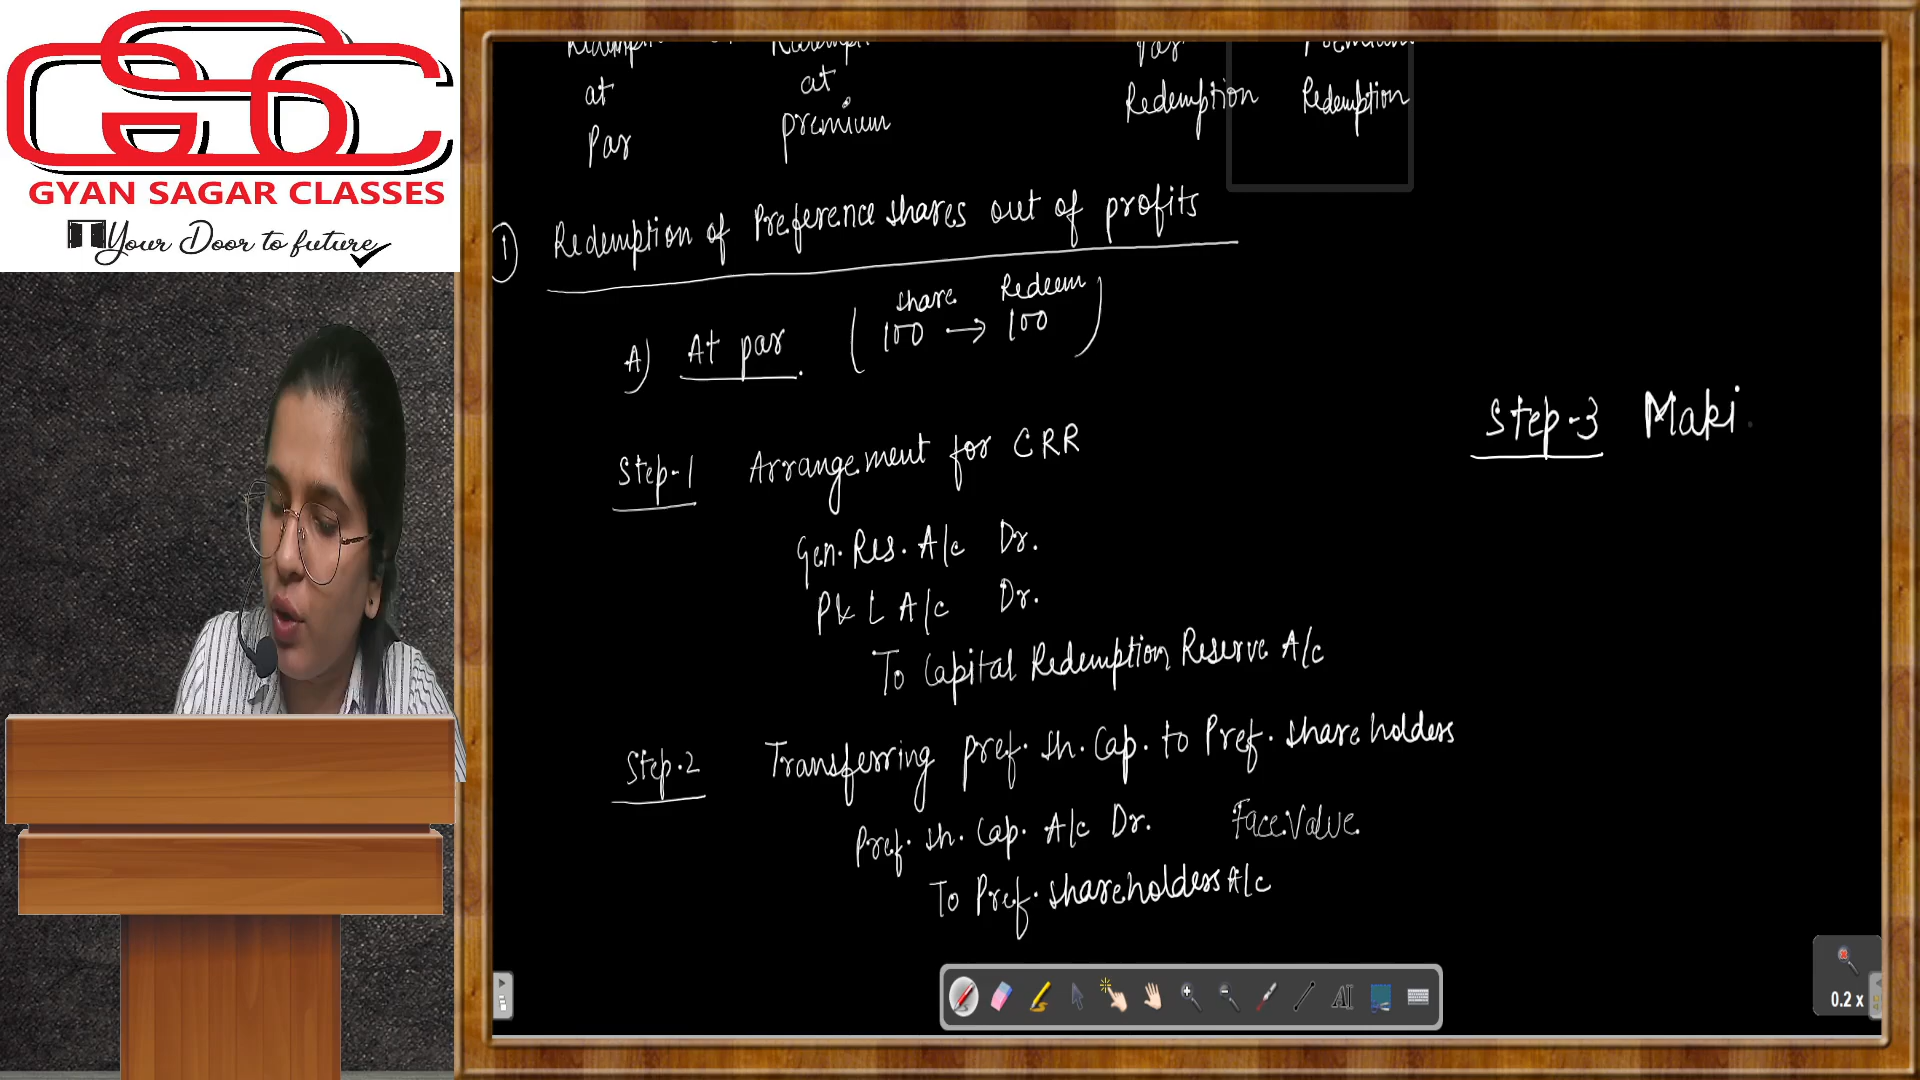 GSC
GYAN SAGAR CLASSES
Your Door to future
at
Par
at
premium
Redemption
Redemption
1 Redemption of Preference shares out of profits
A) At par. ( share 100 → Redeem 100 )
Step-1 Arrangement for CRR
Gen. Res. A/c Dr.
P& L A/c Dr.
To Capital Redemption Reserve A/c
Step.2 Transferring pref. sh. Cap. to Pref. shareholders
Pref. sh. Cap. A/c Dr. Face Value.
To Pref. shareholders A/c
Step-3 Maki
0.2 x